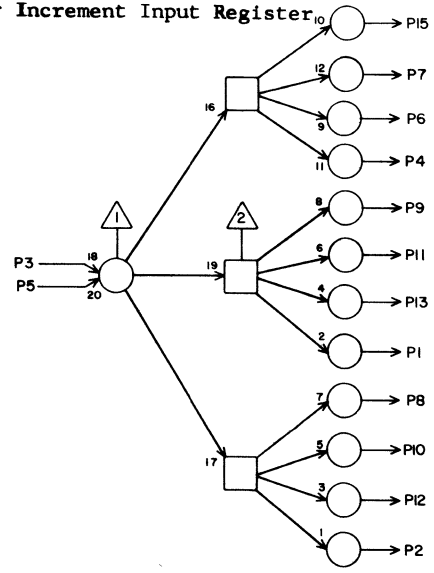 Increment Input Register
10 P15
12 P7
16
9 P6
11 P4
1
2
8 P9
P3 18
19
6 P11
P5 20
4 P13
2 P1
7 P8
17
5 P10
3 P12
1 P2